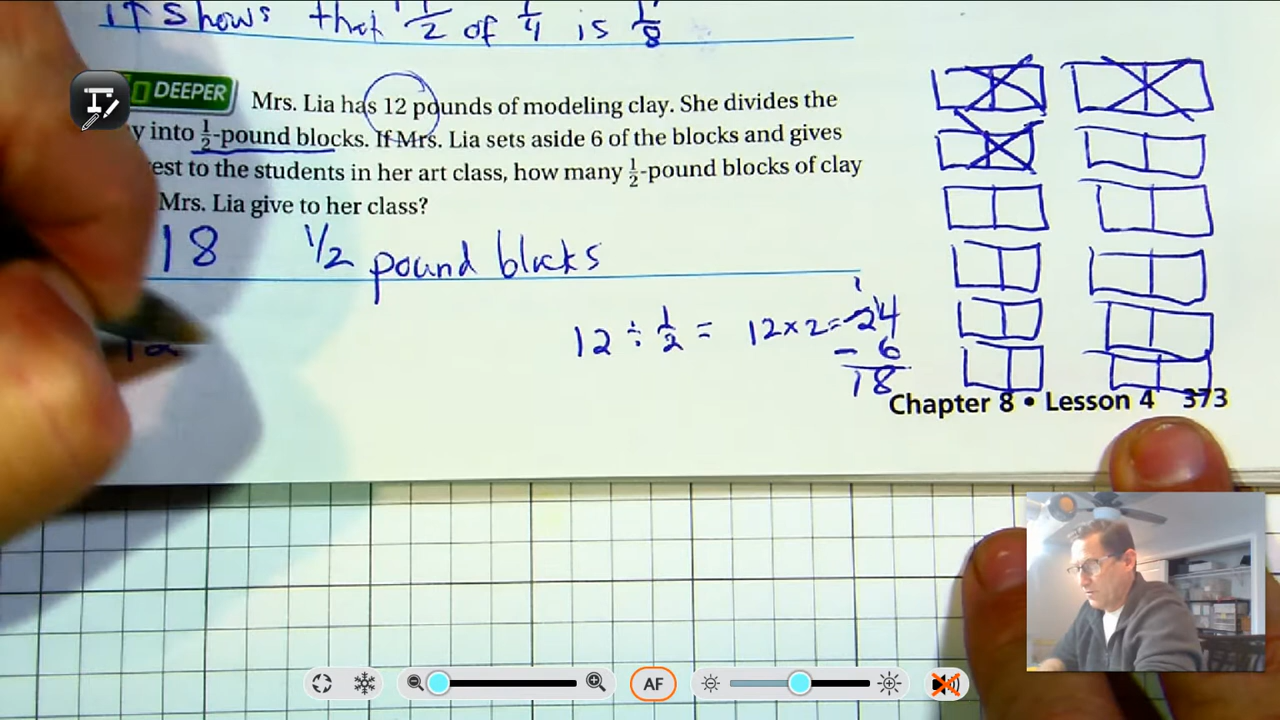 It shows that 1/2 of 1/4 is 1/8
DEEPER Mrs. Lia has 12 pounds of modeling clay. She divides the
y into 1/2-pound blocks. If Mrs. Lia sets aside 6 of the blocks and gives
est to the students in her art class, how many 1/2-pound blocks of clay
Mrs. Lia give to her class?
18 1/2 pound blocks
12 ÷ 1/2 = 12 x 2 = 24
- 6
18
Chapter 8 • Lesson 4 373
AF